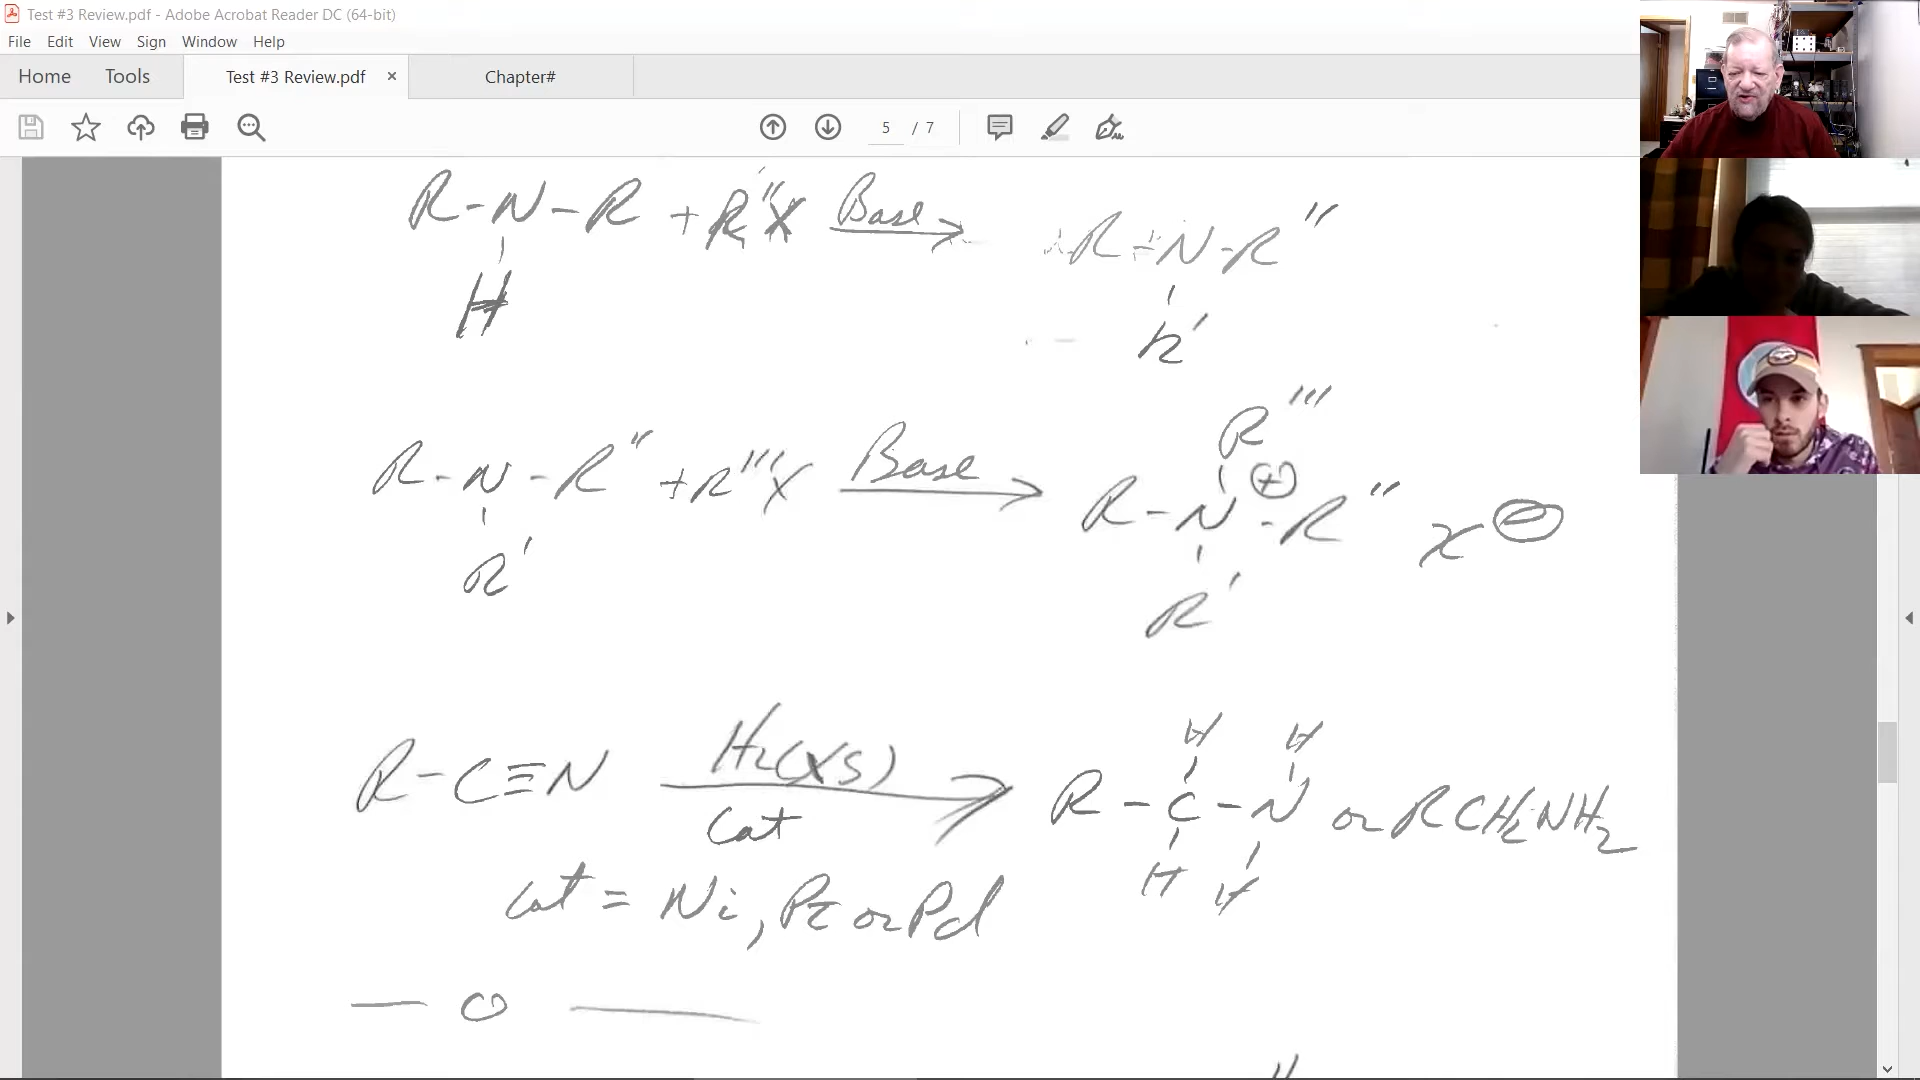 Test #3 Review.pdf - Adobe Acrobat Reader DC (64-bit)
File Edit View Sign Window Help
Home Tools Test #3 Review.pdf × Chapter#
5 / 7
R-N-R + R''X Base R-N-R''
H
R'
R'''
R-N-R'' + R'''X Base R-N-R'' X⊖
⊕
R' R'
H H
R-C≡N H2(XS) R-C-N or RCH2NH2
Cat
H H
Cat = Ni, Pt or Pd
— O —